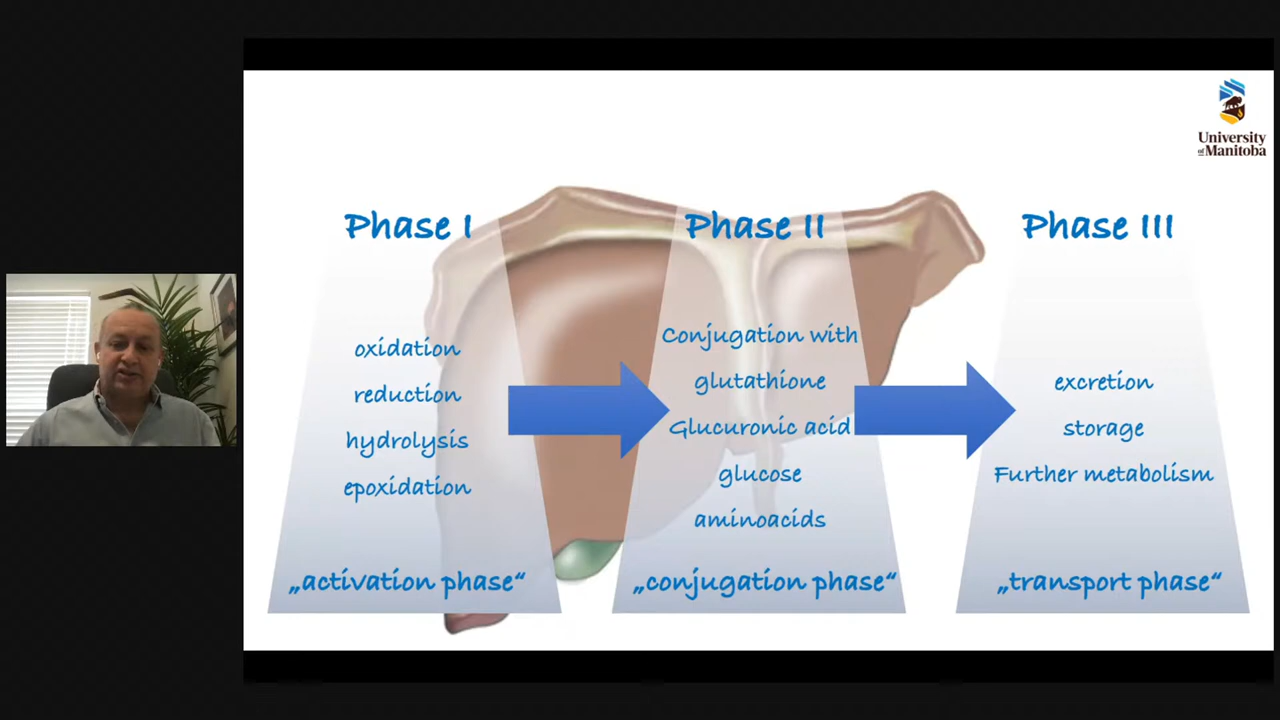 University
of Manitoba
Phase I
oxidation
reduction
hydrolysis
epoxidation
„activation phase“
Phase II
Conjugation with
glutathione
Glucuronic acid
glucose
aminoacids
„conjugation phase“
Phase III
excretion
storage
Further metabolism
„transport phase“